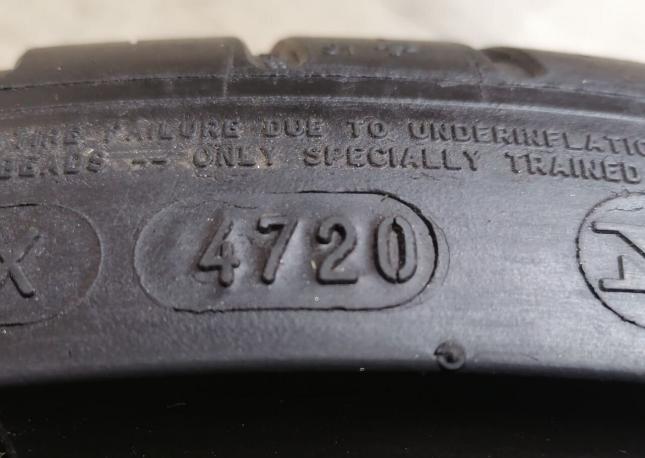 TIRE FAILURE DUE TO UNDERINFLATIO
BEADS -- ONLY SPECIALLY TRAINED
X 4720